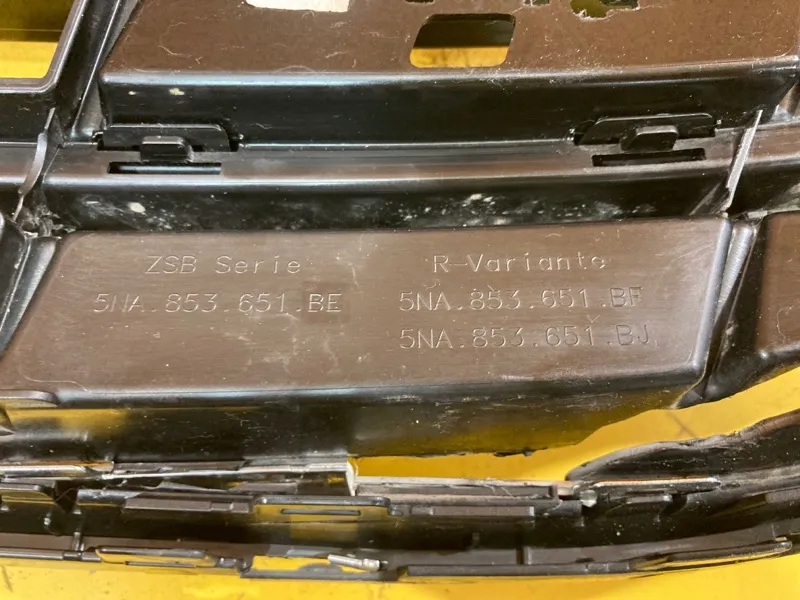 ZSB Serie
5NA.853.651.BE
R-Variante
5NA.853.651.BF
5NA.853.651.BJ